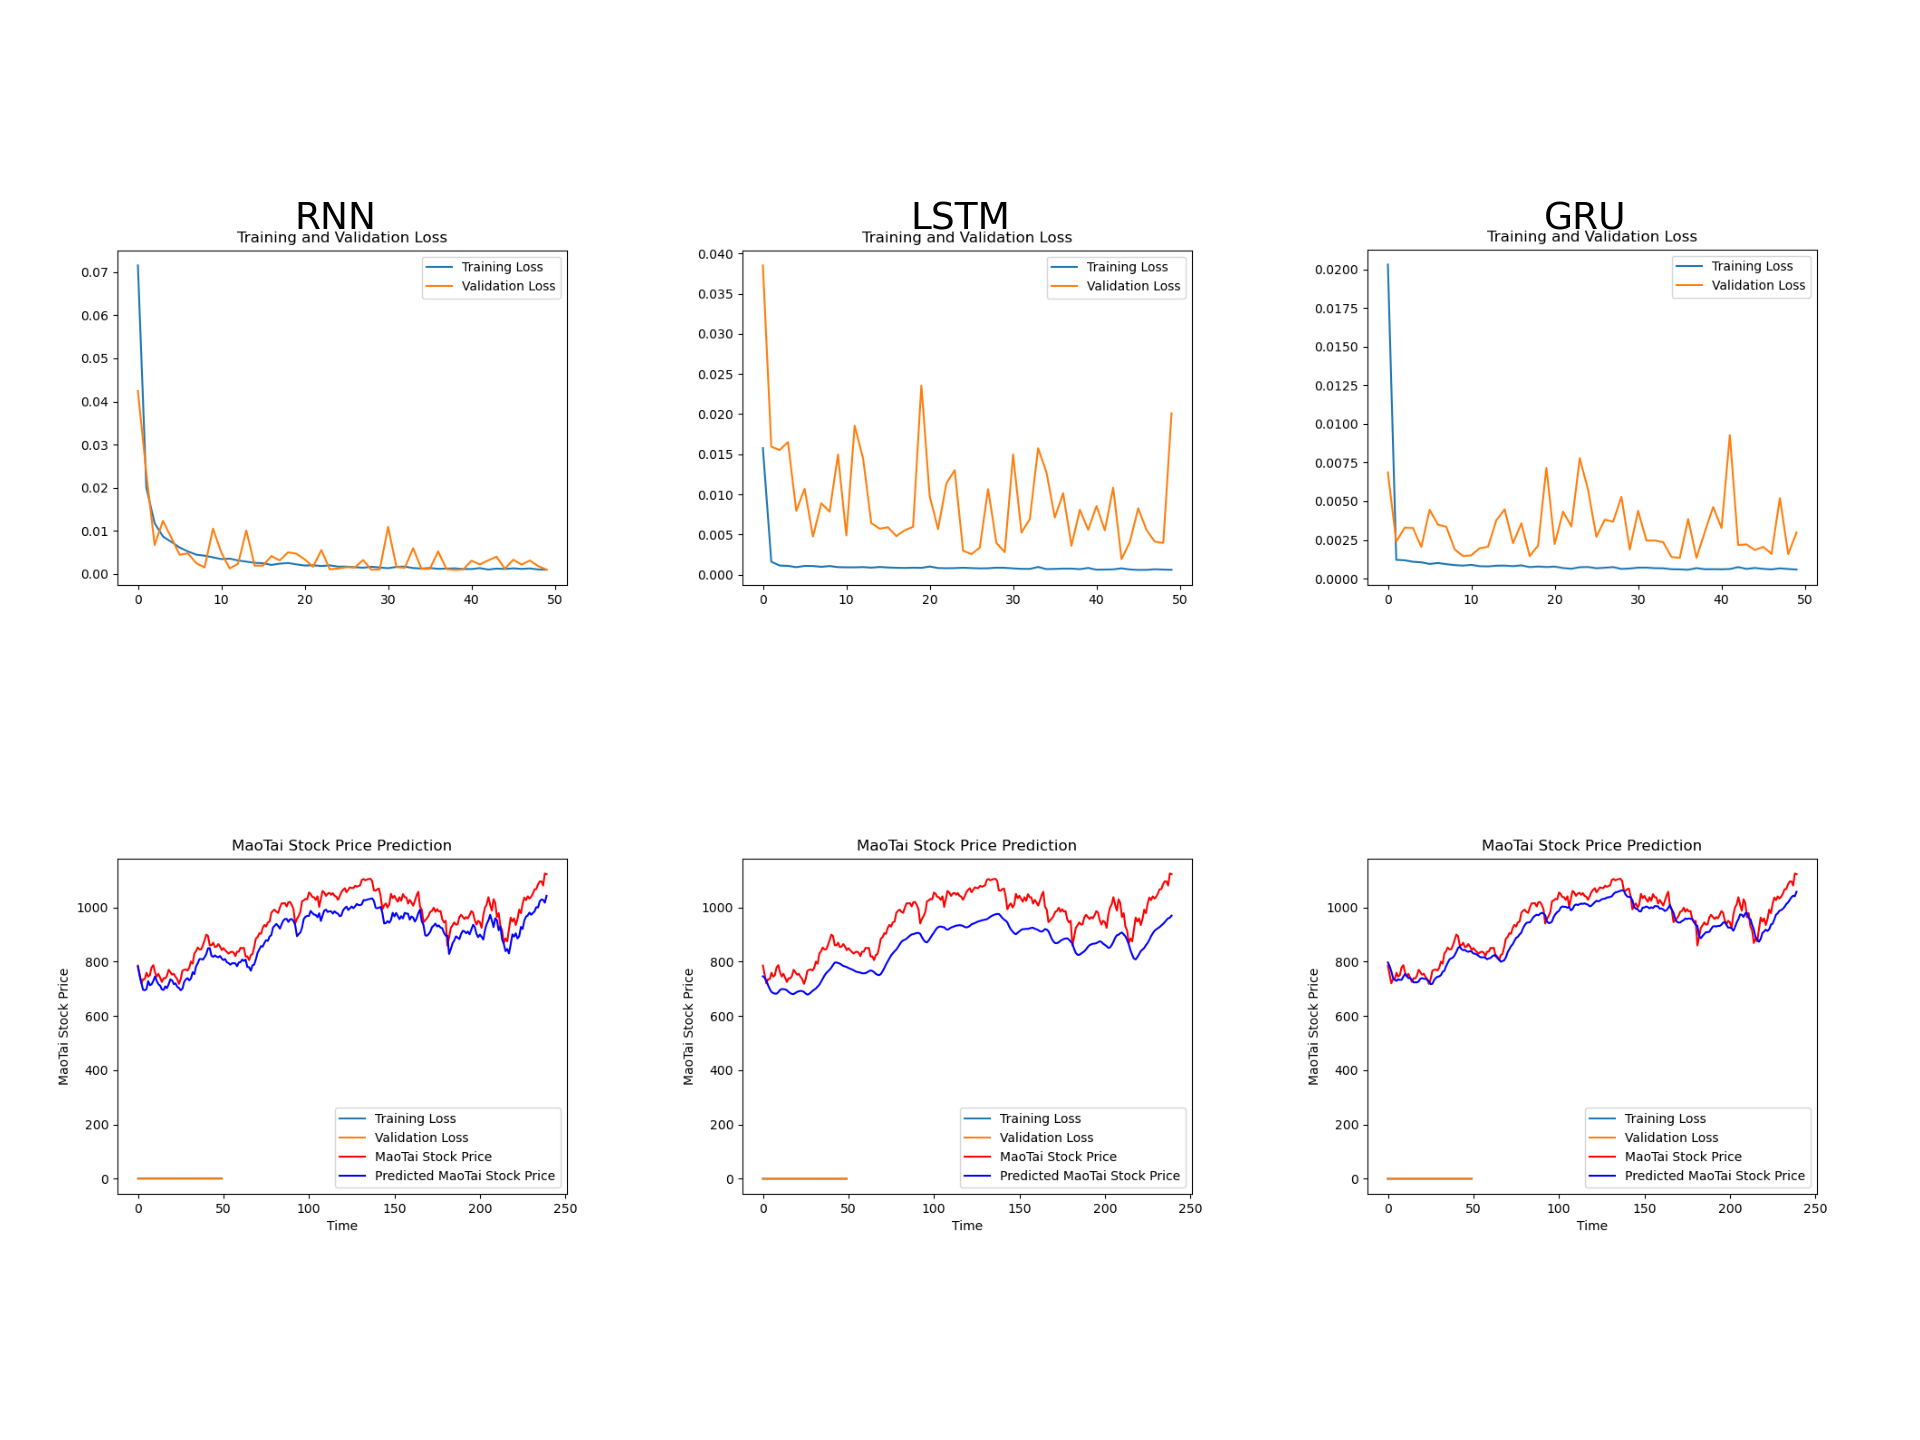 RNN
Training and Validation Loss
Training Loss
Validation Loss
0.07
0.06
0.05
0.04
0.03
0.02
0.01
0.00
0 10 20 30 40 50
LSTM
Training and Validation Loss
Training Loss
Validation Loss
0.040
0.035
0.030
0.025
0.020
0.015
0.010
0.005
0.000
0 10 20 30 40 50
GRU
Training and Validation Loss
Training Loss
Validation Loss
0.0200
0.0175
0.0150
0.0125
0.0100
0.0075
0.0050
0.0025
0.0000
0 10 20 30 40 50
MaoTai Stock Price Prediction
MaoTai Stock Price
1000
800
600
400
200
0
Training Loss
Validation Loss
MaoTai Stock Price
Predicted MaoTai Stock Price
0 50 100 150 200 250
Time
MaoTai Stock Price Prediction
MaoTai Stock Price
1000
800
600
400
200
0
Training Loss
Validation Loss
MaoTai Stock Price
Predicted MaoTai Stock Price
0 50 100 150 200 250
Time
MaoTai Stock Price Prediction
MaoTai Stock Price
1000
800
600
400
200
0
Training Loss
Validation Loss
MaoTai Stock Price
Predicted MaoTai Stock Price
0 50 100 150 200 250
Time